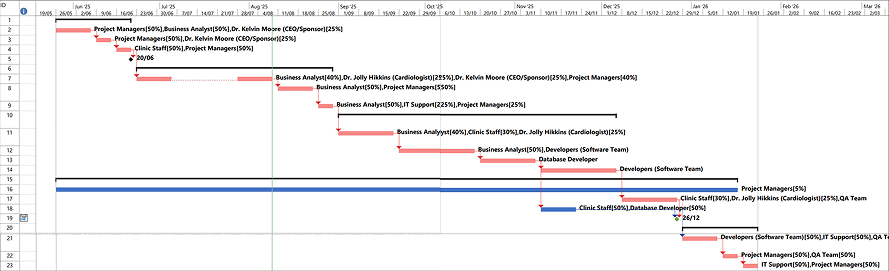 ID
Jun '25 Jul '25 Aug '25 Sep '25 Oct '25 Nov '25 Dec '25 Jan '26 Feb '26 Mar '26
26/05 2/06 9/06 16/06 23/06 30/06 7/07 14/07 21/07 28/07 4/08 11/08 18/08 25/08 1/09 8/09 15/09 22/09 29/09 6/10 13/10 20/10 27/10 3/11 10/11 17/11 24/11 1/12 8/12 15/12 22/12 29/12 5/01 12/01 19/01 26/01 2/02 9/02 16/02 23/02 2/03
1
2 Project Managers[50%],Business Analyst[50%],Dr. Kelvin Moore (CEO/Sponsor)[25%]
3 Project Managers[50%],Dr. Kelvin Moore (CEO/Sponsor)[25%]
4 Clinic Staff[50%],Project Managers[50%]
5 20/06
6
7 Business Analyst[40%],Dr. Jolly Hikkins (Cardiologist)[25%],Dr. Kelvin Moore (CEO/Sponsor)[25%],Project Managers[40%]
8 Business Analyst[50%],Project Managers[50%]
9 Business Analyst[50%],IT Support[25%],Project Managers[25%]
10
11 Business Analyst[40%],Clinic Staff[30%],Dr. Jolly Hikkins (Cardiologist)[25%]
12 Business Analyst[50%],Developers (Software Team)
13 Database Developer
14 Developers (Software Team)
15
16 Project Managers[5%]
17 Clinic Staff[30%],Dr. Jolly Hikkins (Cardiologist)[25%],QA Team
18 Clinic Staff[50%],Database Developer[50%]
19 26/12
20
21 Developers (Software Team)[50%],IT Support[50%],QA T
22 Project Managers[50%],QA Team[50%]
23 IT Support[50%],Project Managers[50%]